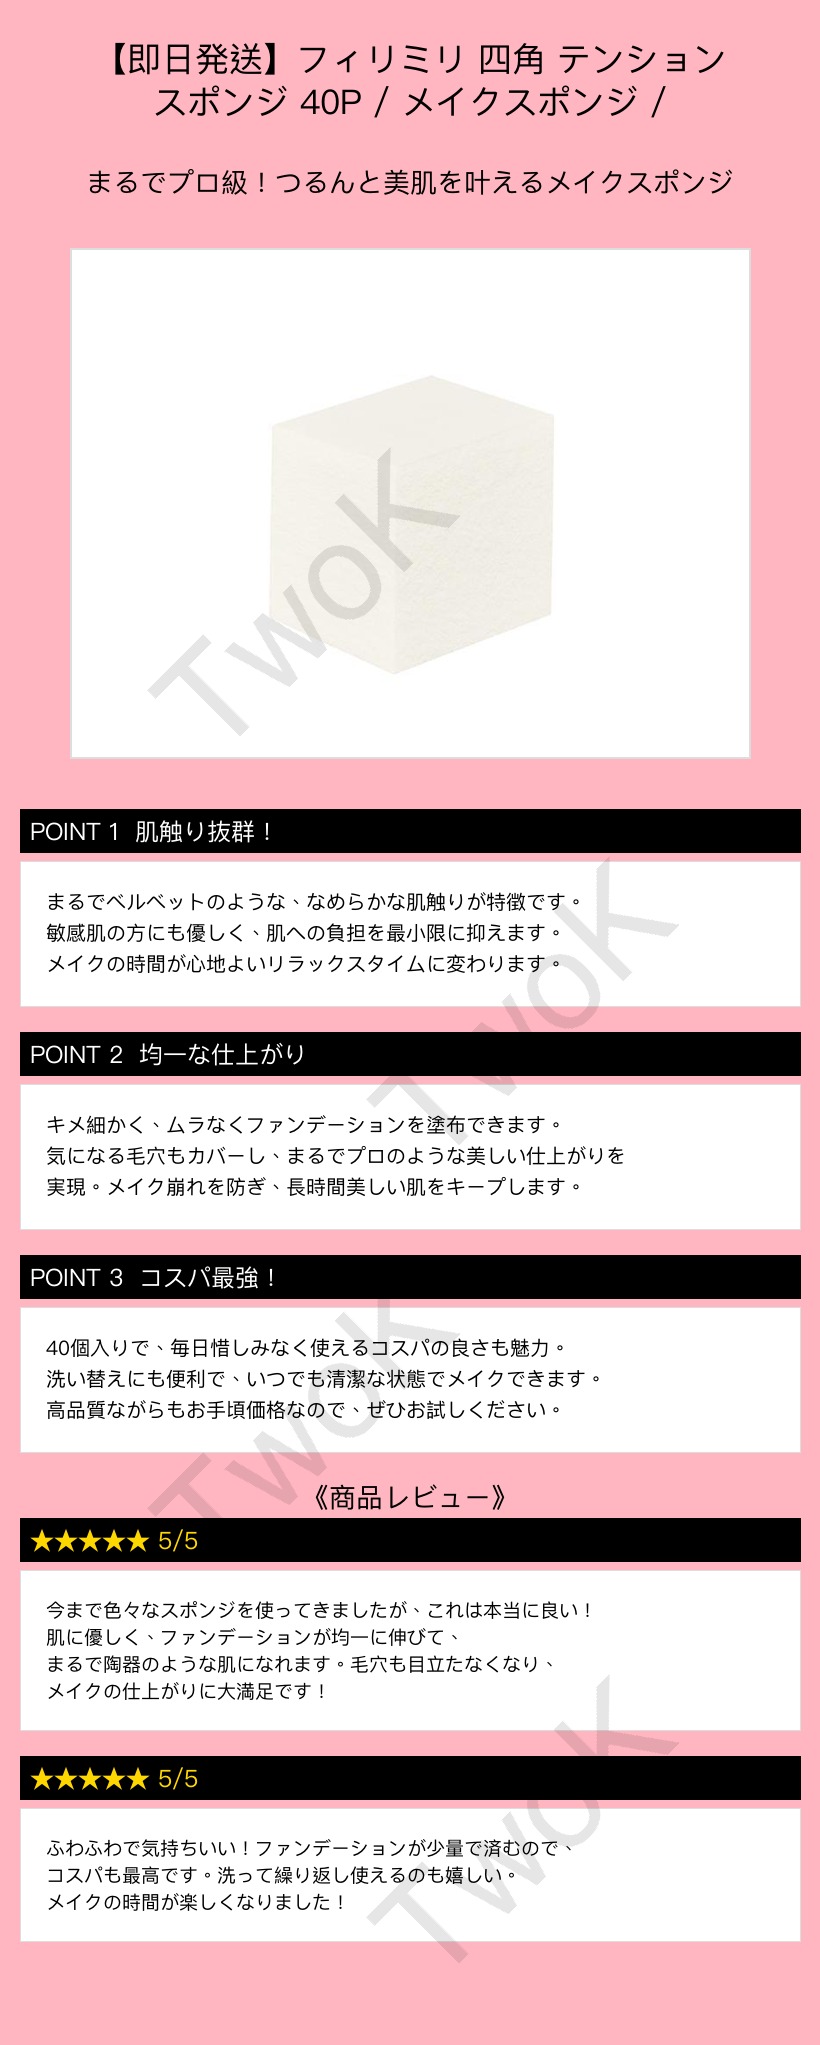 【即日発送】フィリミリ 四角 テンション
スポンジ 40P / メイクスポンジ /
まるでプロ級！つるんと美肌を叶えるメイクスポンジ
TwoK
POINT 1 肌触り抜群！
まるでベルベットのような、なめらかな肌触りが特徴です。
敏感肌の方にも優しく、肌への負担を最小限に抑えます。
メイクの時間が心地よいリラックスタイムに変わります。
TwoK
POINT 2 均一な仕上がり
キメ細かく、ムラなくファンデーションを塗布できます。
気になる毛穴もカバーし、まるでプロのような美しい仕上がりを
実現。メイク崩れを防ぎ、長時間美しい肌をキープします。
POINT 3 コスパ最強！
40個入りで、毎日惜しみなく使えるコスパの良さも魅力。
洗い替えにも便利で、いつでも清潔な状態でメイクできます。
高品質ながらもお手頃価格なので、ぜひお試しください。
TwoK
《商品レビュー》
★★★★★ 5/5
今まで色々なスポンジを使ってきましたが、これは本当に良い！
肌に優しく、ファンデーションが均一に伸びて、
まるで陶器のような肌になれます。毛穴も目立たなくなり、
メイクの仕上がりに大満足です！
★★★★★ 5/5
ふわふわで気持ちいい！ファンデーションが少量で済むので、
コスパも最高です。洗って繰り返し使えるのも嬉しい。
メイクの時間が楽しくなりました！
TwoK